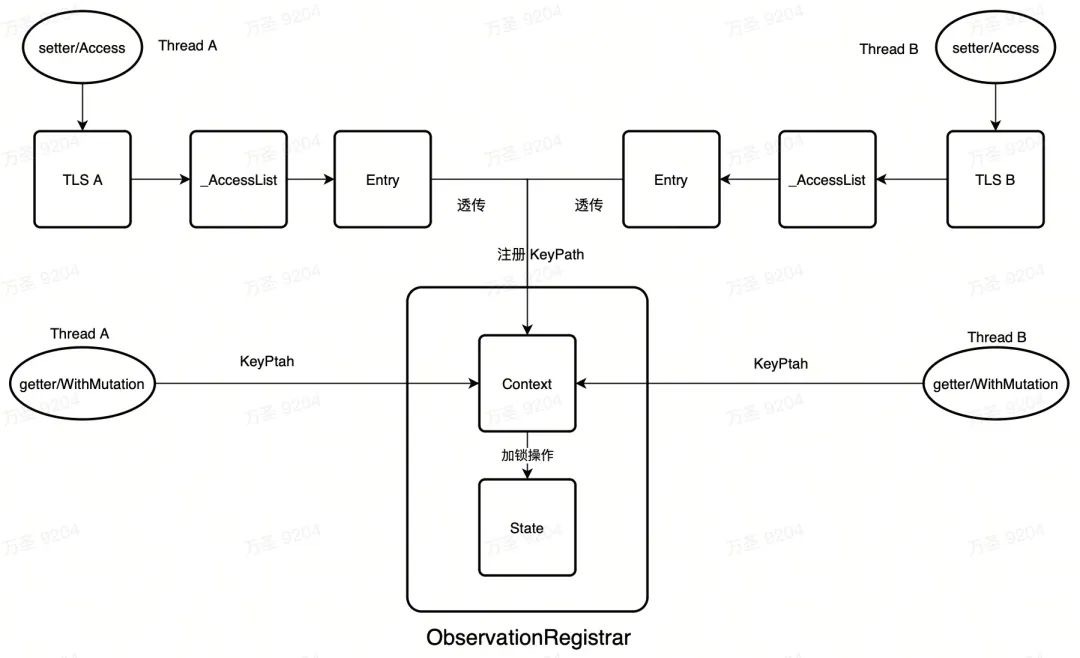 setter/Access
Thread A
Thread B
setter/Access
TLS A
_AccessList
Entry
透传
透传
Entry
_AccessList
TLS B
注册 KeyPath
Thread A
getter/WithMutation
KeyPtah
Context
KeyPtah
Thread B
getter/WithMutation
加锁操作
State
ObservationRegistrar
万圣 9204